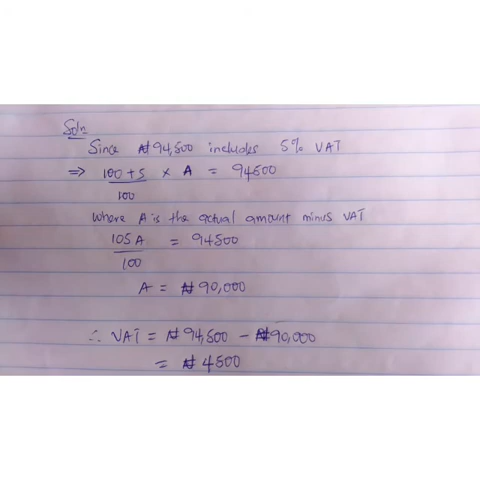 Soln
Since ₦94,500 includes 5% VAT
⇒ 100+5/100 × A = 94500
Where A is the actual amount minus VAT
105A/100 = 94500
A = ₦90,000
∴ VAT = ₦94,500 − ₦90,000
= ₦4500